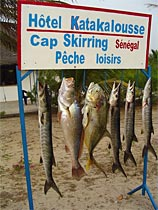 Hôtel Katakalousse
Cap Skirring Sénégal
Pêche loisirs